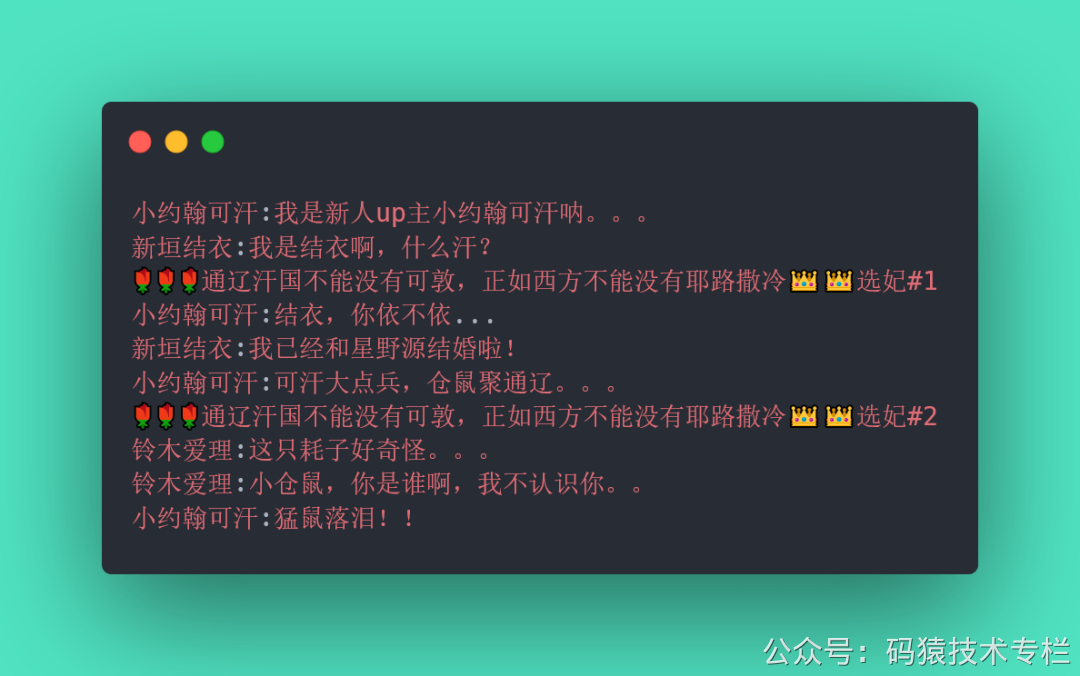 小约翰可汗:我是新人up主小约翰可汗呐。。。
新垣结衣:我是结衣啊，什么汗？
🌹🌹🌹通辽汗国不能没有可敦，正如西方不能没有耶路撒冷👑👑选妃#1
小约翰可汗:结衣，你依不依...
新垣结衣:我已经和星野源结婚啦！
小约翰可汗:可汗大点兵，仓鼠聚通辽。。。
🌹🌹🌹通辽汗国不能没有可敦，正如西方不能没有耶路撒冷👑👑选妃#2
铃木爱理:这只耗子好奇怪。。。
铃木爱理:小仓鼠，你是谁啊，我不认识你。。
小约翰可汗:猛鼠落泪！！
公众号：码猿技术专栏